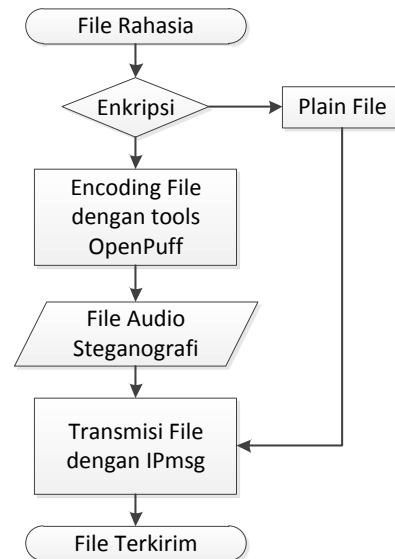 File Rahasia
Enkripsi
Plain File
Encoding File
dengan tools
OpenPuff
File Audio
Steganografi
Transmisi File
dengan IPmsg
File Terkirim